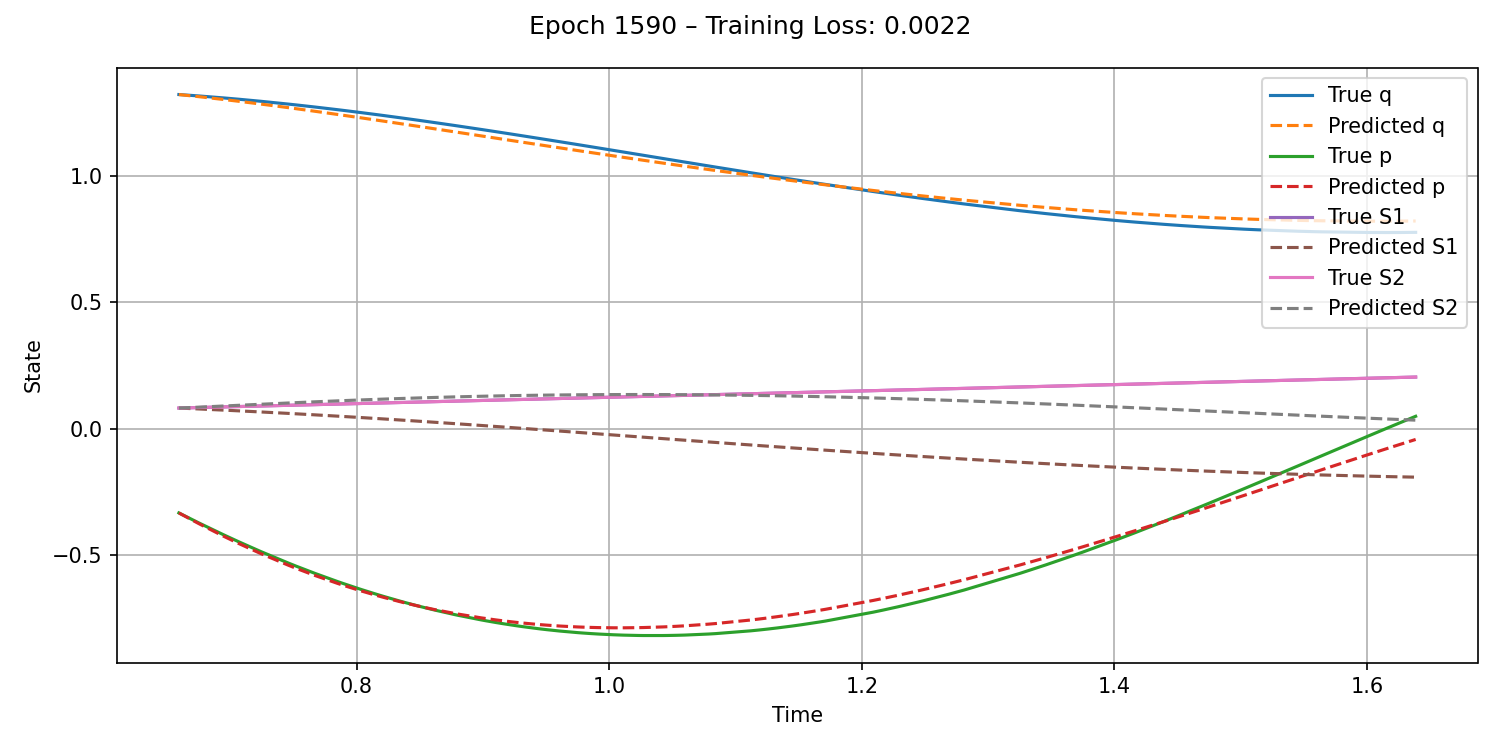 Epoch 1590 – Training Loss: 0.0022
True q
Predicted q
True p
Predicted p
True S1
Predicted S1
True S2
Predicted S2
State
1.0
0.5
0.0
−0.5
0.8
1.0
1.2
1.4
1.6
Time